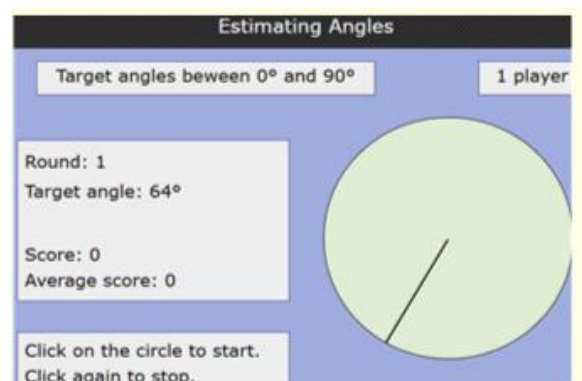 Estimating Angles
Target angles beween 0° and 90°
1 player
Round: 1
Target angle: 64°
Score: 0
Average score: 0
Click on the circle to start.
Click again to stop.